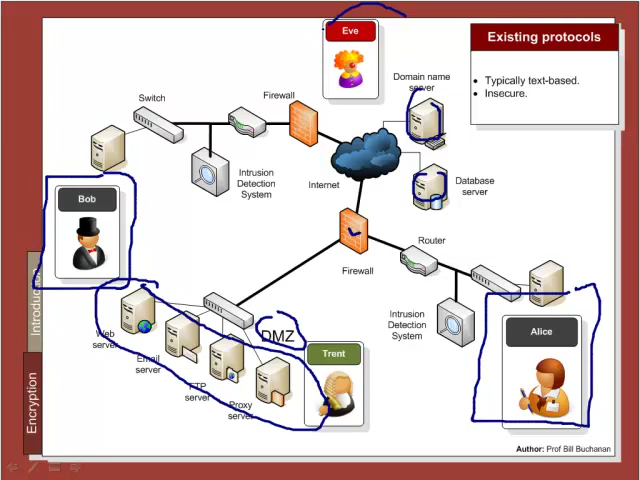 Eve
Existing protocols
Typically text-based.
Insecure.
Domain name
server
Switch
Firewall
Intrusion
Detection
System
Internet
Database
server
Bob
Router
Firewall
Introduction
Web
server
DMZ
Intrusion
Detection
System
Alice
Trent
Email
server
FTP
server
Proxy
server
Encryption
Author: Prof Bill Buchanan